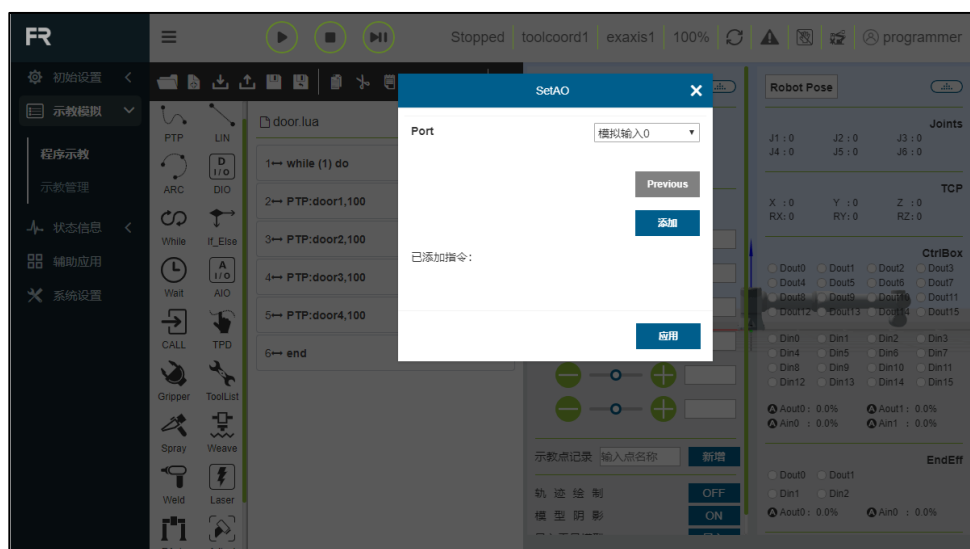 FR
Stopped toolcoord1 exaxis1 100% programmer
初始设置
示教模拟
程序示教
示教管理
状态信息
辅助应用
系统设置
PTP LIN
ARC DIO
While If_Else
Wait AIO
CALL TPD
Gripper ToolList
Spray Weave
Weld Laser
door.lua
1 while (1) do
2 PTP:door1,100
3 PTP:door2,100
4 PTP:door3,100
5 PTP:door4,100
6 end
SetAO
Port 模拟输入0
Previous
添加
已添加指令:
应用
示教点记录 输入点名称 新增
轨 迹 绘 制 OFF
模 型 阴 影 ON
Robot Pose
Joints
J1 : 0 J2 : 0 J3 : 0
J4 : 0 J5 : 0 J6 : 0
TCP
X : 0 Y : 0 Z : 0
RX: 0 RY: 0 RZ: 0
CtrlBox
Dout0 Dout1 Dout2 Dout3
Dout4 Dout5 Dout6 Dout7
Dout8 Dout9 Dout10 Dout11
Dout12 Dout13 Dout14 Dout15
Din0 Din1 Din2 Din3
Din4 Din5 Din6 Din7
Din8 Din9 Din10 Din11
Din12 Din13 Din14 Din15
Aout0 : 0.0% Aout1 : 0.0%
Ain0 : 0.0% Ain1 : 0.0%
EndEff
Dout0 Dout1
Din1 Din2
Aout0 : 0.0% Ain0 : 0.0%